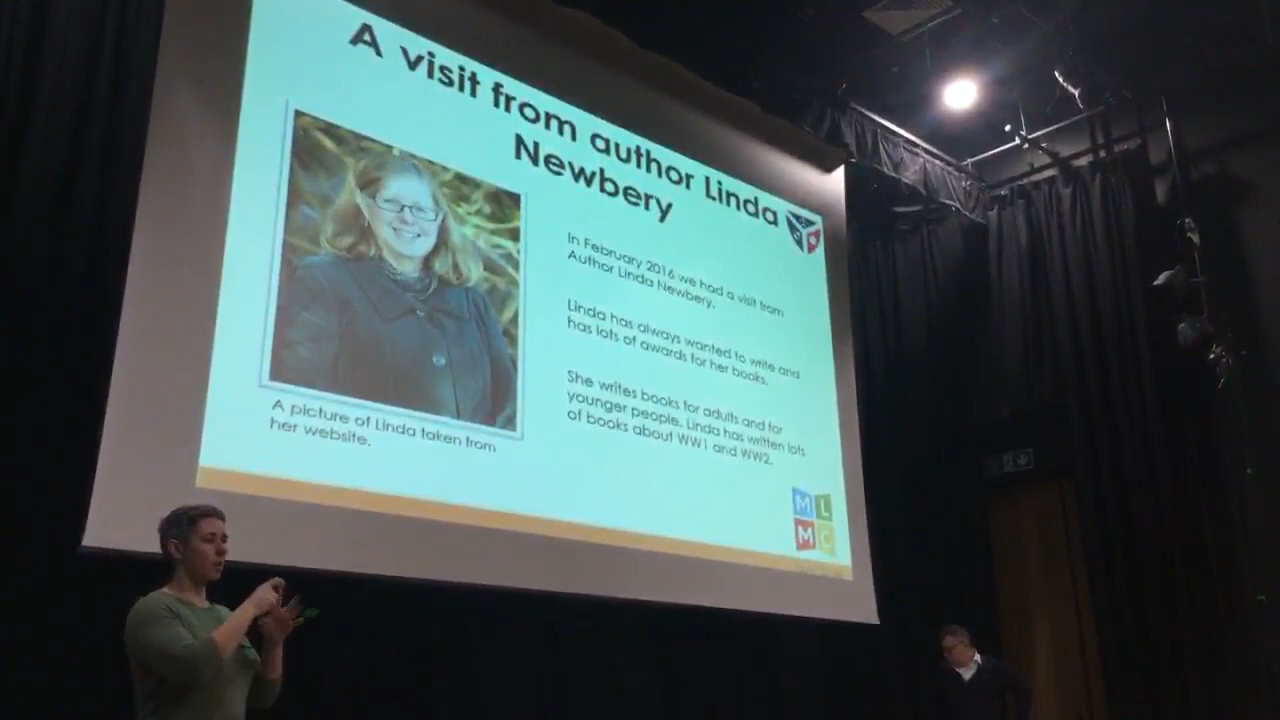 A visit from author Linda
Newbery
In February 2016 we had a visit from
Author Linda Newbery.
Linda has always wanted to write and
has lots of awards for her books.
She writes books for adults and for
younger people. Linda has written lots
of books about WW1 and WW2.
A picture of Linda taken from
her website.
M L
M C